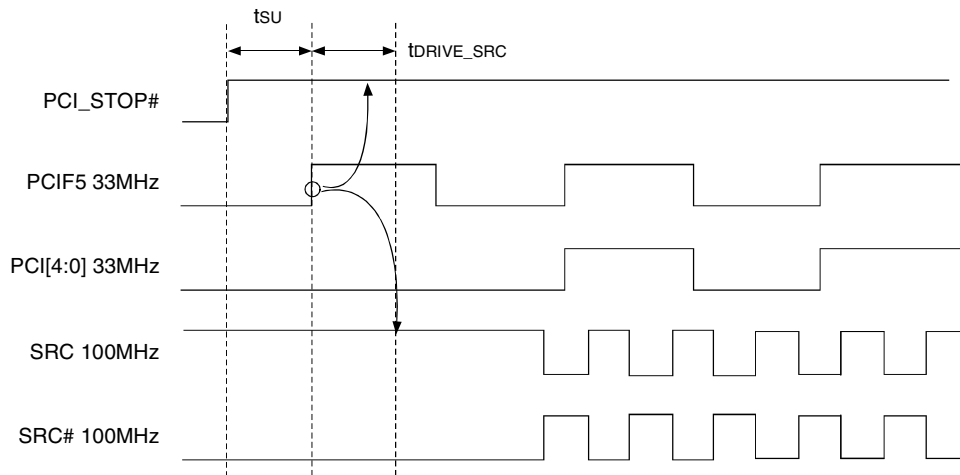 tSU
tDRIVE_SRC
PCI_STOP#
PCIF5 33MHz
PCI[4:0] 33MHz
SRC 100MHz
SRC# 100MHz